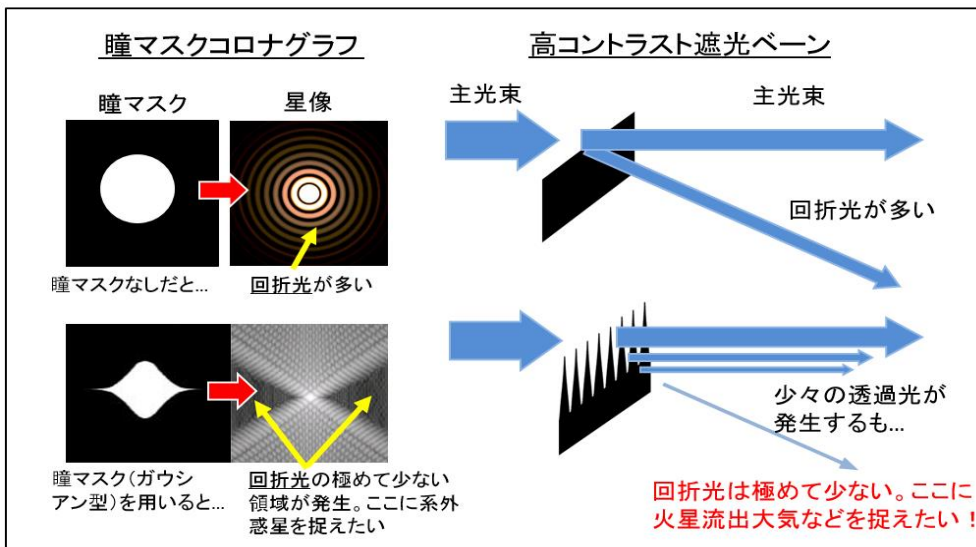 瞳マスクコロナグラフ
瞳マスク
星像
瞳マスクなしだと...
回折光が多い
瞳マスク(ガウシ
アン型)を用いると...
回折光の極めて少ない
領域が発生。ここに系外
惑星を捉えたい
高コントラスト遮光ベーン
主光束
主光束
回折光が多い
少々の透過光が
発生するも...
回折光は極めて少ない。ここに
火星流出大気などを捉えたい！